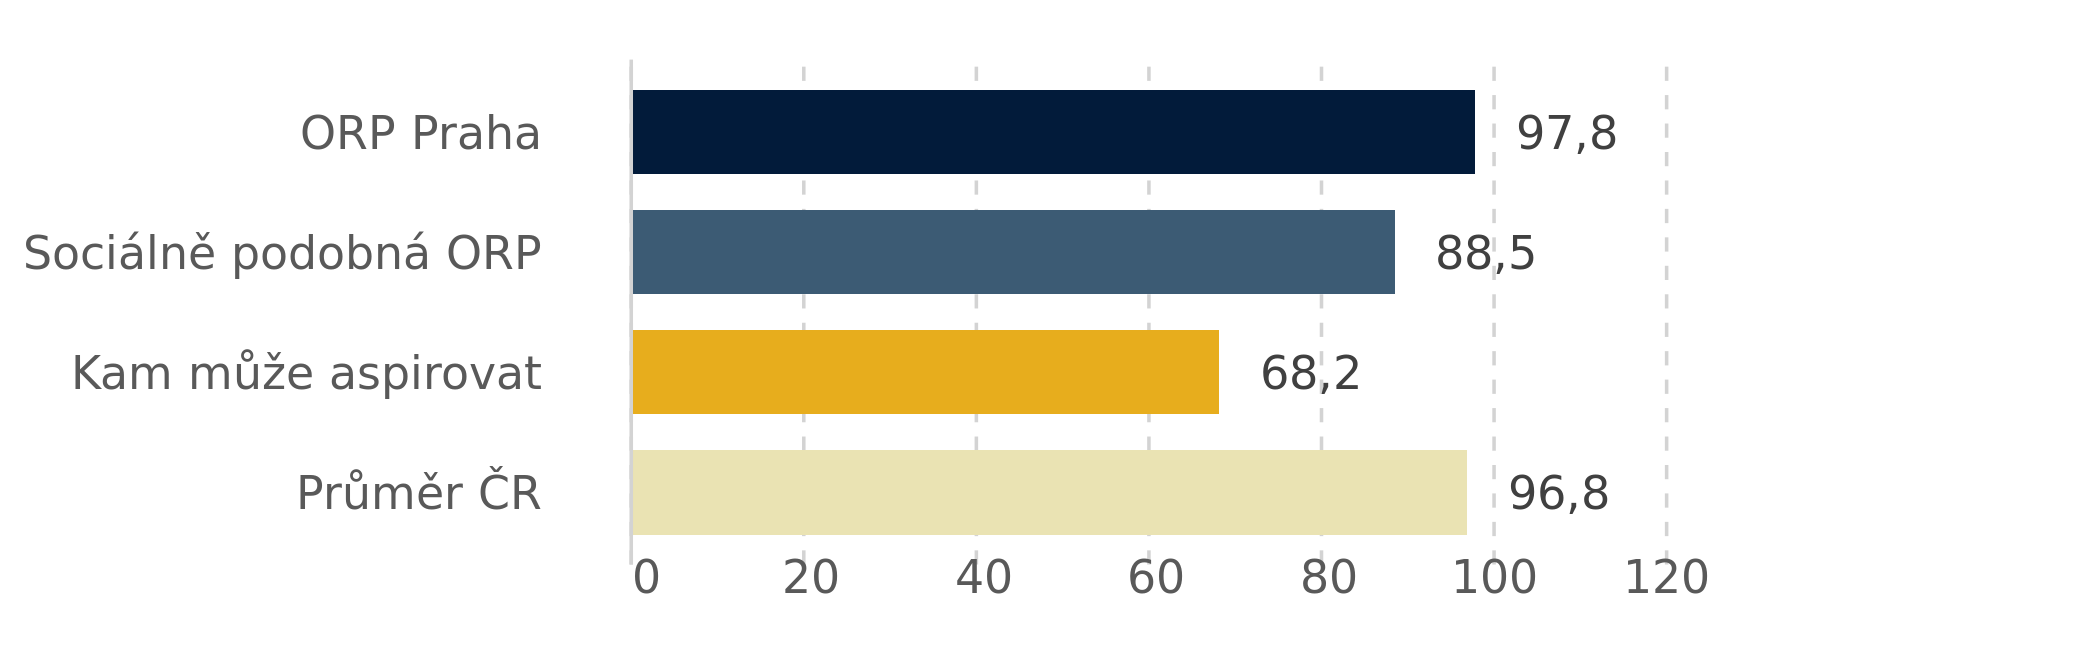 ORP Praha 97,8
Sociálně podobná ORP 88,5
Kam může aspirovat 68,2
Průměr ČR 96,8
0 20 40 60 80 100 120